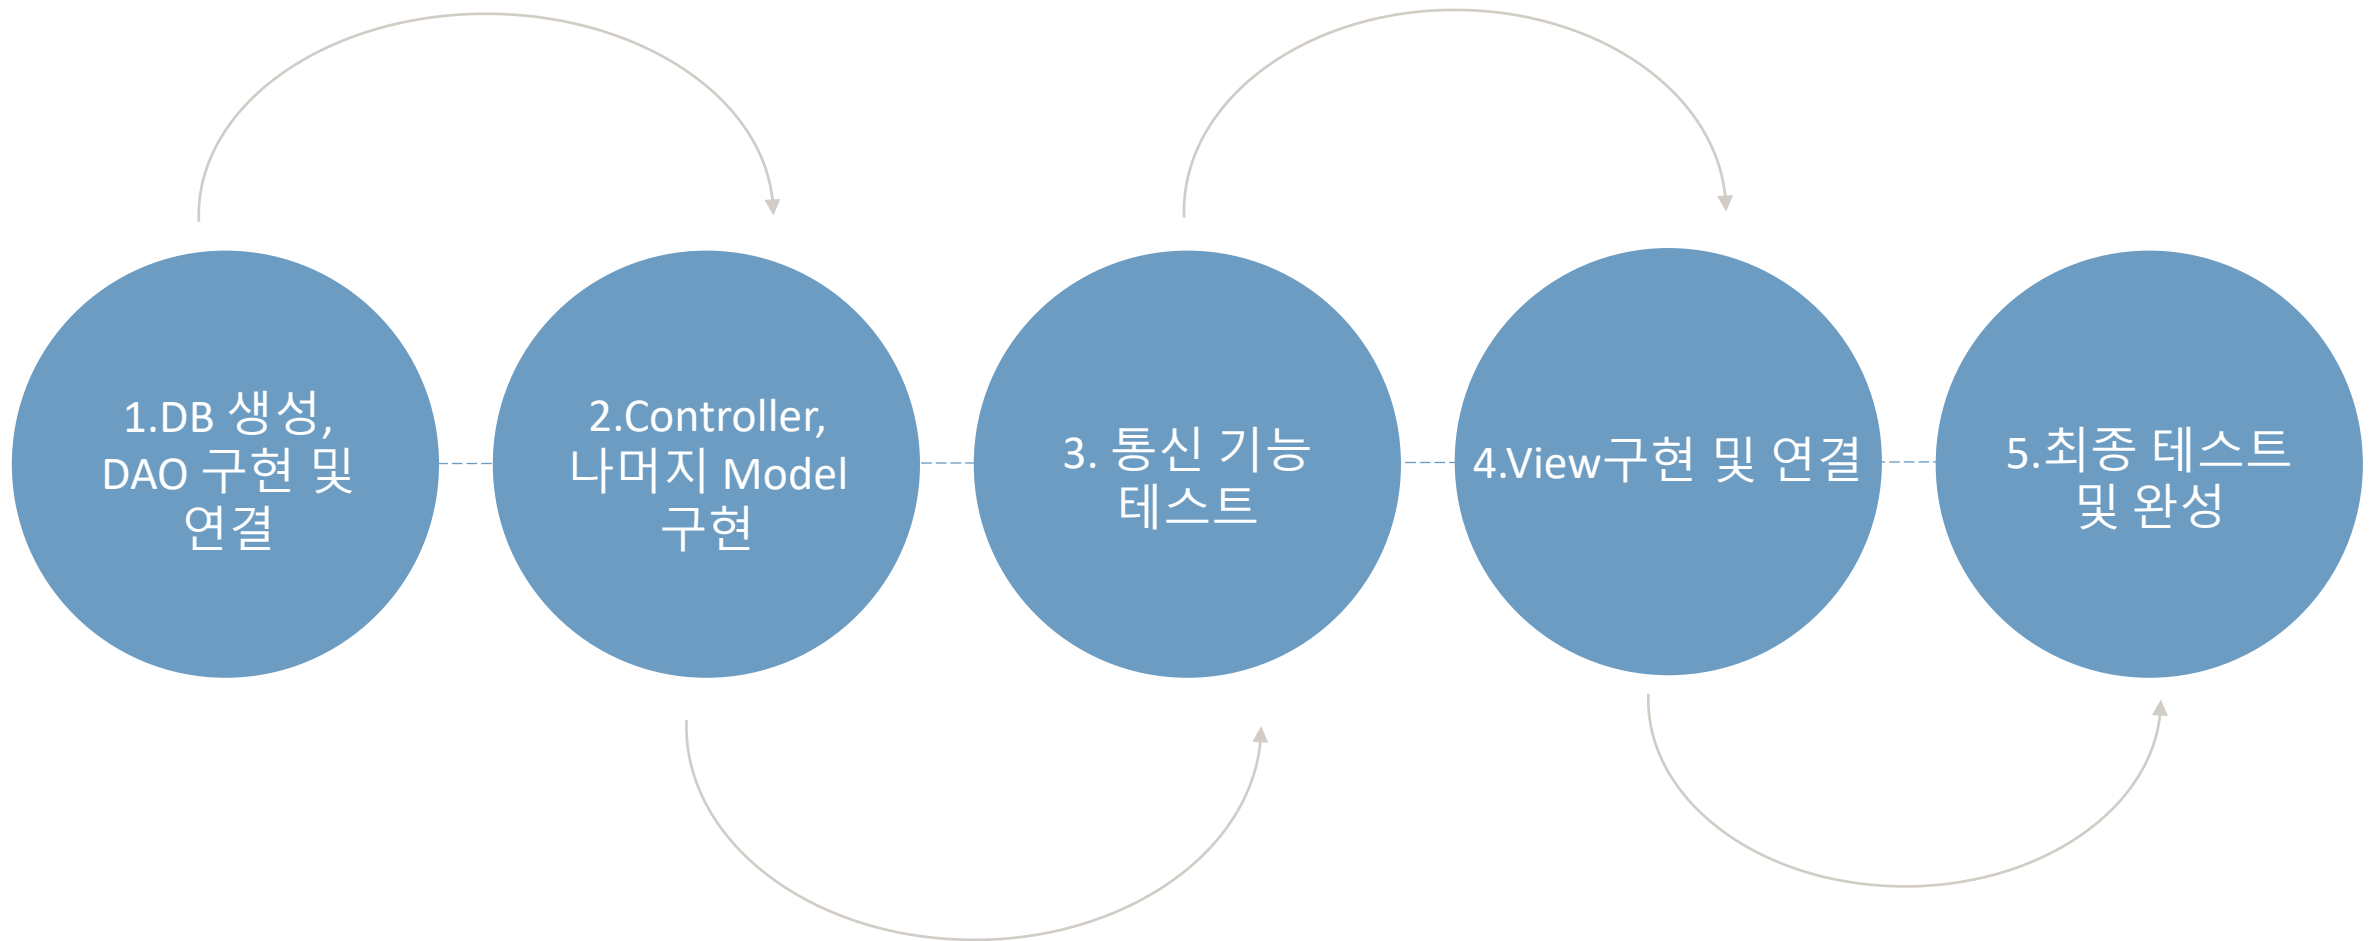 1.DB 생성,
DAO 구현 및
연결
2.Controller,
나머지 Model
구현
3. 통신 기능
테스트
4.View구현 및 연결
5.최종 테스트
및 완성